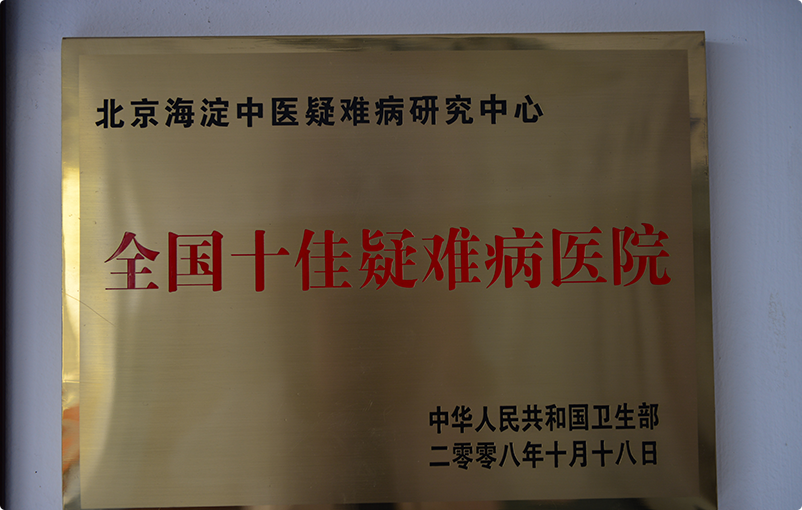 北京海淀中医疑难病研究中心
全国十佳疑难病医院
中华人民共和国卫生部
二零零八年十月十八日